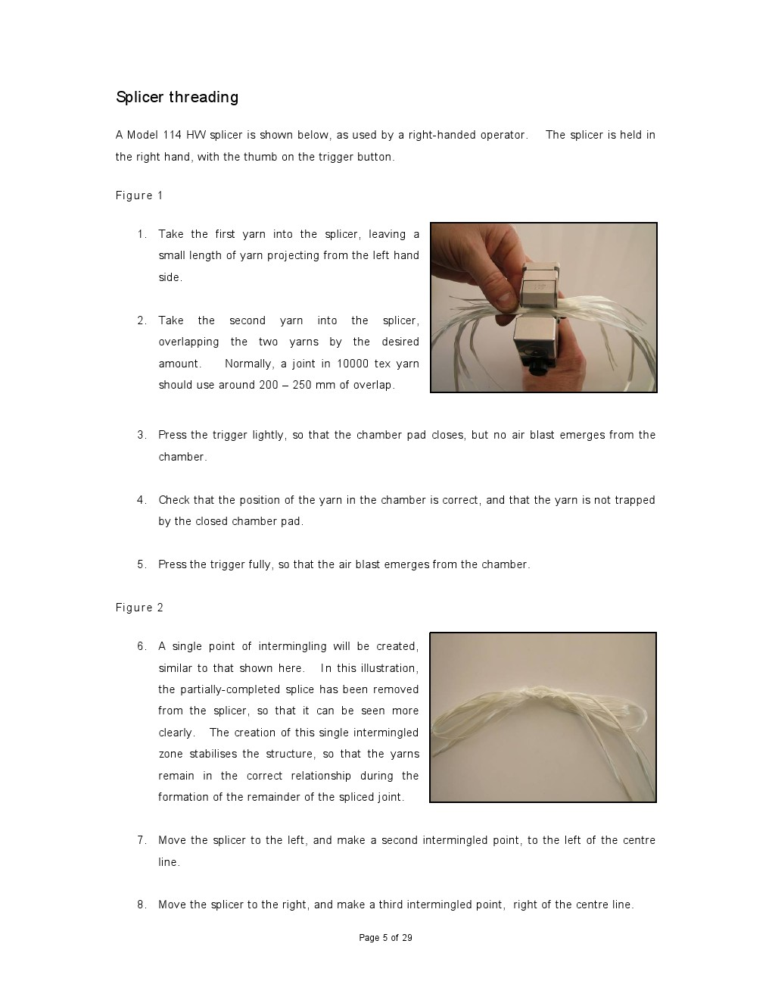 Splicer threading
A Model 114 HW splicer is shown below, as used by a right-handed operator. The splicer is held in
the right hand, with the thumb on the trigger button.
Figure 1
1. Take the first yarn into the splicer, leaving a
small length of yarn projecting from the left hand
side.
2. Take the second yarn into the splicer,
overlapping the two yarns by the desired
amount. Normally, a joint in 10000 tex yarn
should use around 200 – 250 mm of overlap.
3. Press the trigger lightly, so that the chamber pad closes, but no air blast emerges from the
chamber.
4. Check that the position of the yarn in the chamber is correct, and that the yarn is not trapped
by the closed chamber pad.
5. Press the trigger fully, so that the air blast emerges from the chamber.
Figure 2
6. A single point of intermingling will be created,
similar to that shown here. In this illustration,
the partially-completed splice has been removed
from the splicer, so that it can be seen more
clearly. The creation of this single intermingled
zone stabilises the structure, so that the yarns
remain in the correct relationship during the
formation of the remainder of the spliced joint.
7. Move the splicer to the left, and make a second intermingled point, to the left of the centre
line.
8. Move the splicer to the right, and make a third intermingled point, right of the centre line.
Page 5 of 29